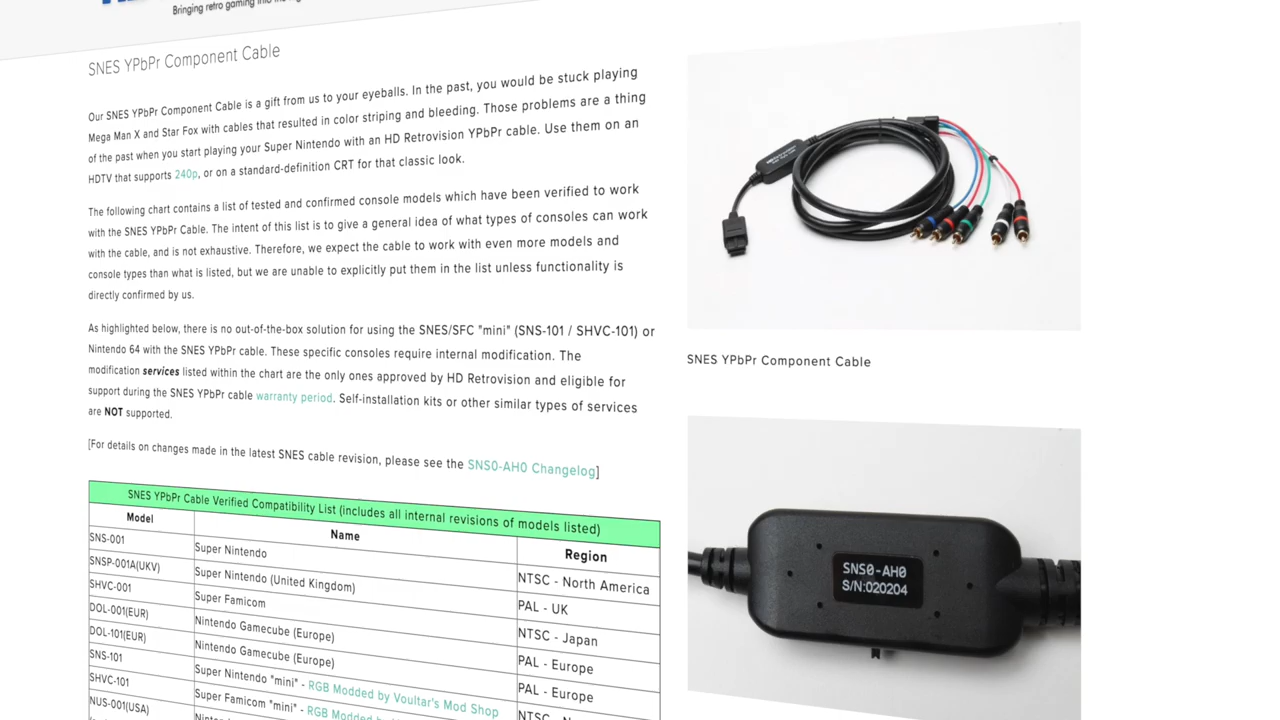 Bringing retro gaming into the
SNES YPbPr Component Cable
Our SNES YPbPr Component Cable is a gift from us to your eyeballs. In the past, you would be stuck playing
Mega Man X and Star Fox with cables that resulted in color striping and bleeding. Those problems are a thing
of the past when you start playing your Super Nintendo with an HD Retrovision YPbPr cable. Use them on an
HDTV that supports 240p, or on a standard-definition CRT for that classic look.
The following chart contains a list of tested and confirmed console models which have been verified to work
with the SNES YPbPr Cable. The intent of this list is to give a general idea of what types of consoles can work
with the cable, and is not exhaustive. Therefore, we expect the cable to work with even more models and
console types than what is listed, but we are unable to explicitly put them in the list unless functionality is
directly confirmed by us.
As highlighted below, there is no out-of-the-box solution for using the SNES/SFC "mini" (SNS-101 / SHVC-101) or
Nintendo 64 with the SNES YPbPr cable. These specific consoles require internal modification. The
modification services listed within the chart are the only ones approved by HD Retrovision and eligible for
support during the SNES YPbPr cable warranty period. Self-installation kits or other similar types of services
are NOT supported.
[For details on changes made in the latest SNES cable revision, please see the SNS0-AH0 Changelog]
SNES YPbPr Cable Verified Compatibility List (includes all internal revisions of models listed)
Model Name Region
SNS-001 Super Nintendo NTSC - North America
SNSP-001A(UKV) Super Nintendo (United Kingdom) PAL - UK
SHVC-001 Super Famicom NTSC - Japan
DOL-001(EUR) Nintendo Gamecube (Europe) PAL - Europe
DOL-101(EUR) Nintendo Gamecube (Europe) PAL - Europe
SNS-101 Super Nintendo "mini" - RGB Modded by Voultar's Mod Shop
SHVC-101 Super Famicom "mini" - RGB Modded by
NUS-001(USA)
SNES YPbPr Component Cable
SNS0-AH0
S/N:020204